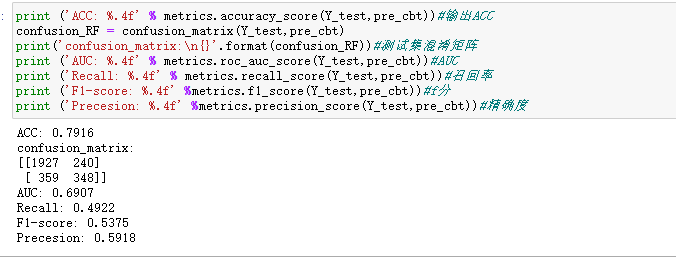 print ('ACC: %.4f' % metrics.accuracy_score(Y_test,pre_cbt))#输出ACC
confusion_RF = confusion_matrix(Y_test,pre_cbt)
print('confusion_matrix:\n{}'.format(confusion_RF))#测试集混淆矩阵
print ('AUC: %.4f' % metrics.roc_auc_score(Y_test,pre_cbt))#AUC
print ('Recall: %.4f' % metrics.recall_score(Y_test,pre_cbt))#召回率
print ('F1-score: %.4f' %metrics.f1_score(Y_test,pre_cbt))#f分
print ('Precesion: %.4f' %metrics.precision_score(Y_test,pre_cbt))#精确度
ACC: 0.7916
confusion_matrix:
[[1927  240]
 [ 359  348]]
AUC: 0.6907
Recall: 0.4922
F1-score: 0.5375
Precesion: 0.5918